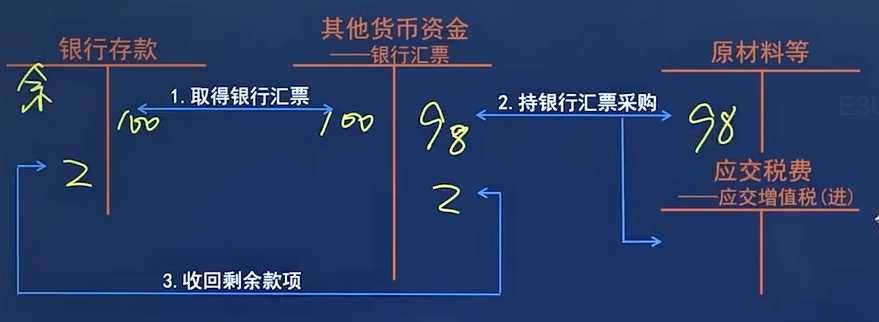 其他货币资金
银行存款
——银行汇票
原材料等
余
1.取得银行汇票
2.持银行汇票采购
100
100
98
98
应交税费
2
2
——应交增值税(进)
3.收回剩余款项